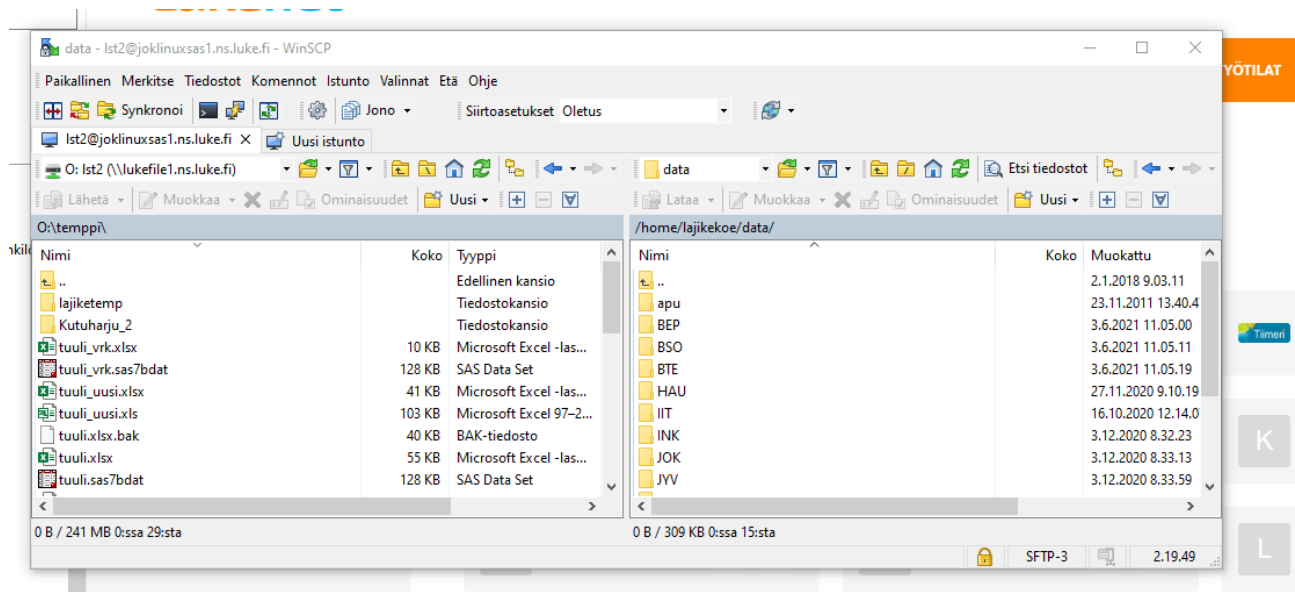 data - lst2@joklinuxsas1.ns.luke.fi - WinSCP
YÖTILAT
Paikallinen Merkitse Tiedostot Komennot Istunto Valinnat Etä Ohje
Synkronoi Jono Siirtoasetukset Oletus
lst2@joklinuxsas1.ns.luke.fi Uusi istunto
O: lst2 (\\lukefile1.ns.luke.fi) data Etsi tiedostot
Lähetä Muokkaa Ominaisuudet Uusi Lataa Muokkaa Ominaisuudet Uusi
O:\temppi\ /home/lajikekoe/data/
Nimi Koko Tyyppi Nimi Koko Muokattu
.. Edellinen kansio .. 2.1.2018 9.03.11
lajiketemp Tiedostokansio apu 23.11.2011 13.40.4
Kutuharju_2 Tiedostokansio BEP 3.6.2021 11.05.00
tuuli_vrk.xlsx 10 KB Microsoft Excel -las... BSO 3.6.2021 11.05.11
Tiimeri
tuuli_vrk.sas7bdat 128 KB SAS Data Set BTE 3.6.2021 11.05.19
tuuli_uusi.xlsx 41 KB Microsoft Excel -las... HAU 27.11.2020 9.10.19
tuuli_uusi.xls 103 KB Microsoft Excel 97–2... IIT 16.10.2020 12.14.0
tuuli.xlsx.bak 40 KB BAK-tiedosto INK 3.12.2020 8.32.23
K
tuuli.xlsx 55 KB Microsoft Excel -las... JOK 3.12.2020 8.33.13
tuuli.sas7bdat 128 KB SAS Data Set JYV 3.12.2020 8.33.59
0 B / 241 MB 0:ssa 29:sta 0 B / 309 KB 0:ssa 15:sta
SFTP-3 2.19.49
L